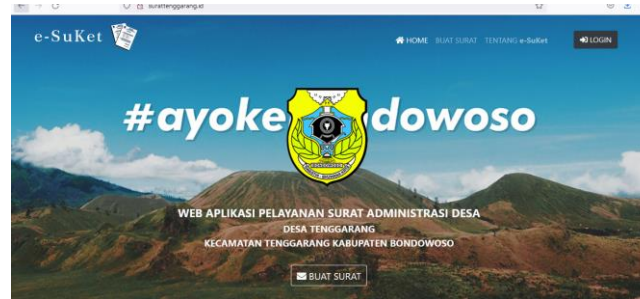 surattenggarang.id
e-SuKet
HOME BUAT SURAT TENTANG e-SuKet LOGIN
#ayoke dowoso
WEB APLIKASI PELAYANAN SURAT ADMINISTRASI DESA
DESA TENGGARANG
KECAMATAN TENGGARANG KABUPATEN BONDOWOSO
BUAT SURAT